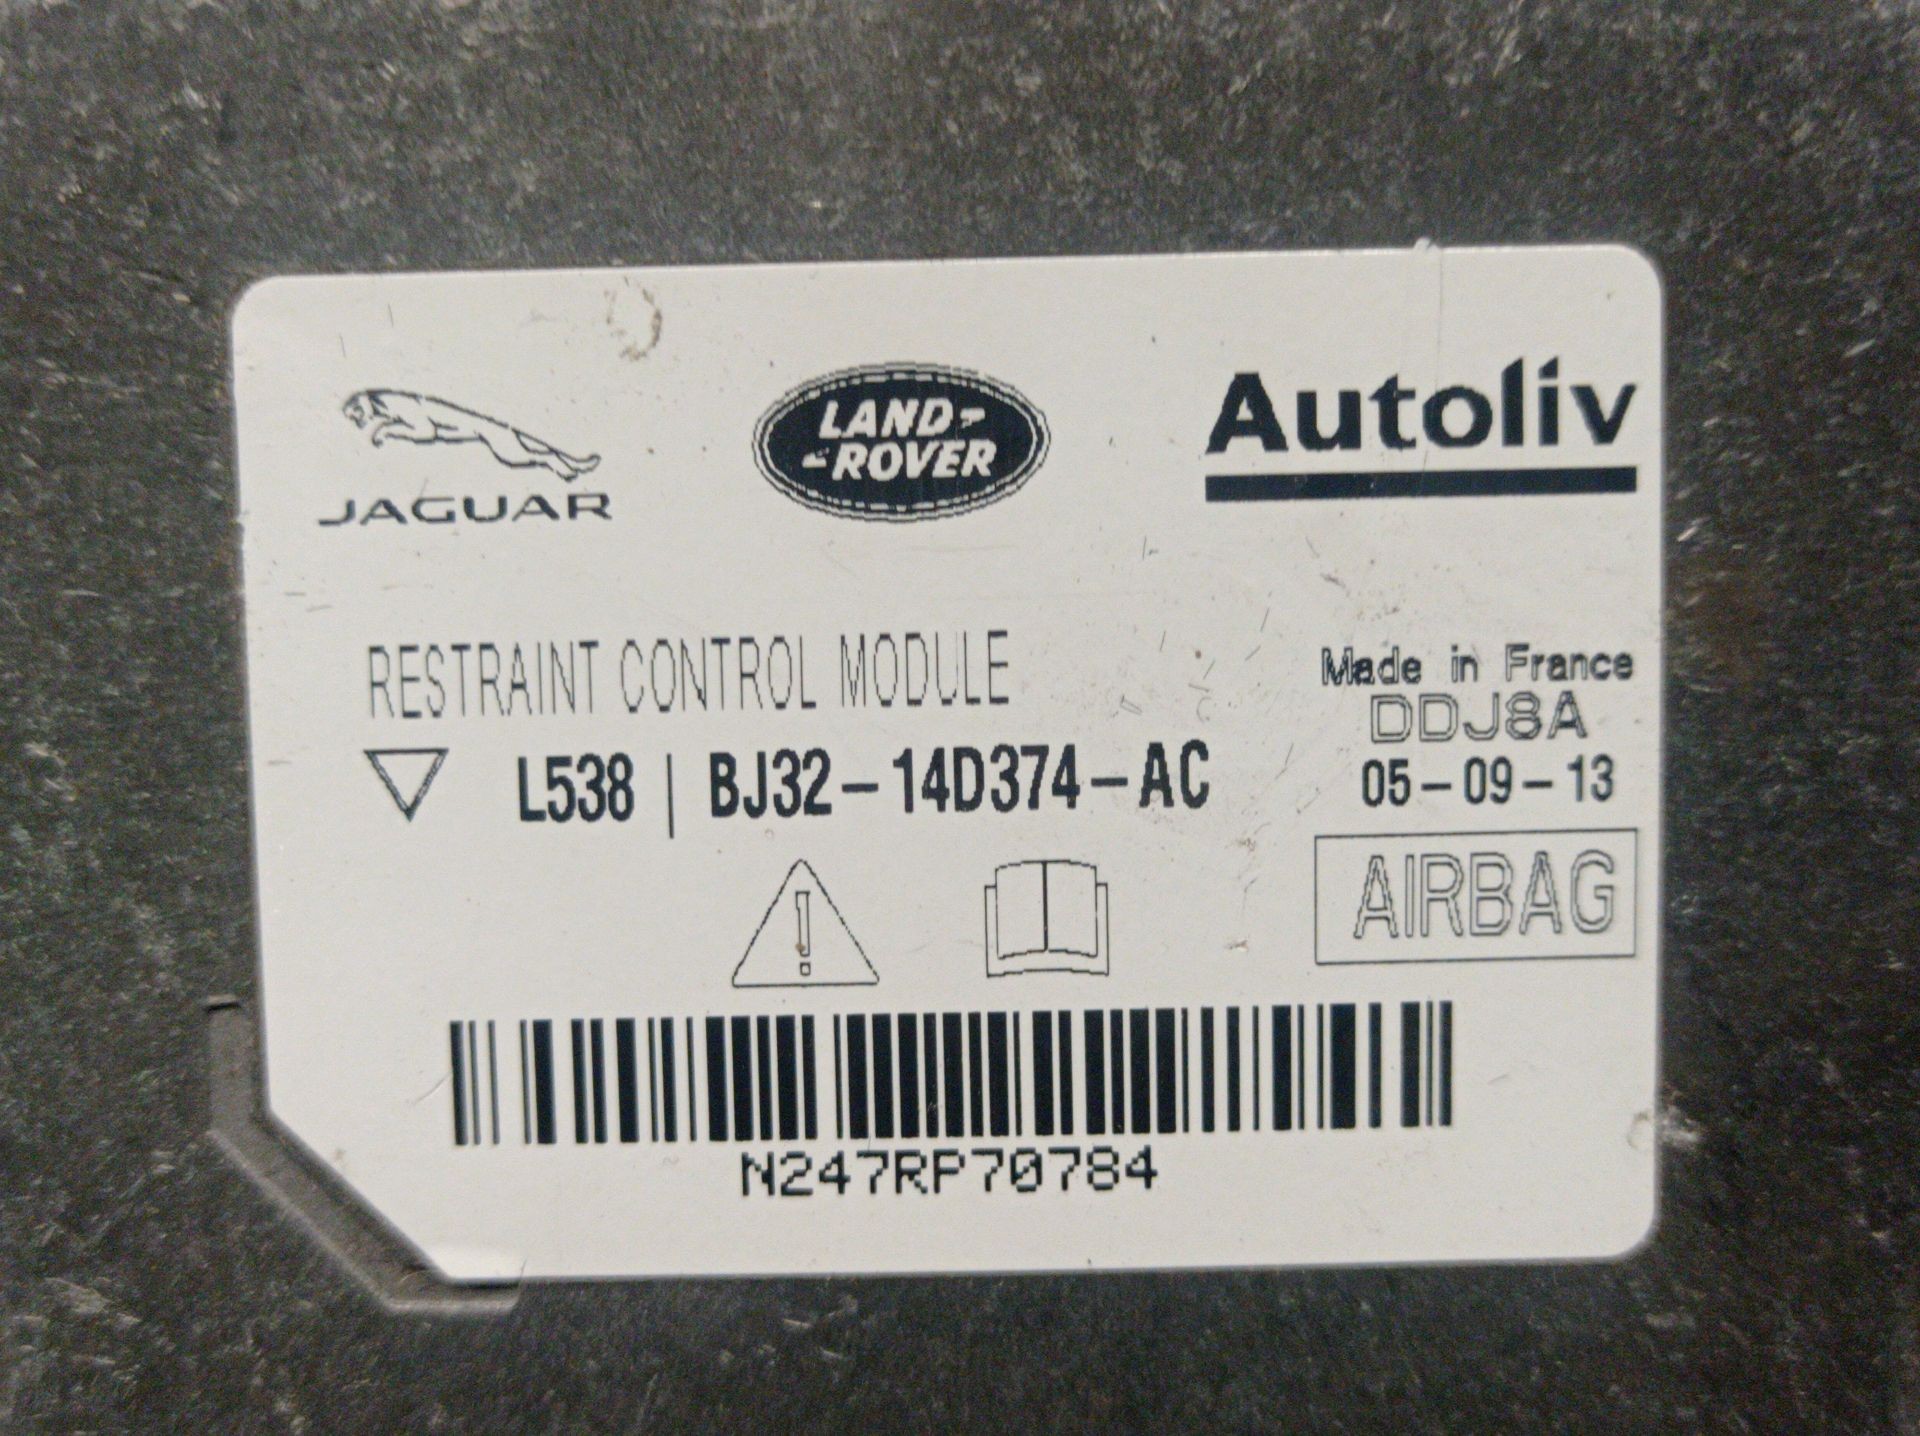 JAGUAR
LAND-
-ROVER
Autoliv
RESTRAINT CONTROL MODULE
Made in France
DDJ8A
L538 | BJ32-14D374-AC
05-09-13
AIRBAG
N247RP70784